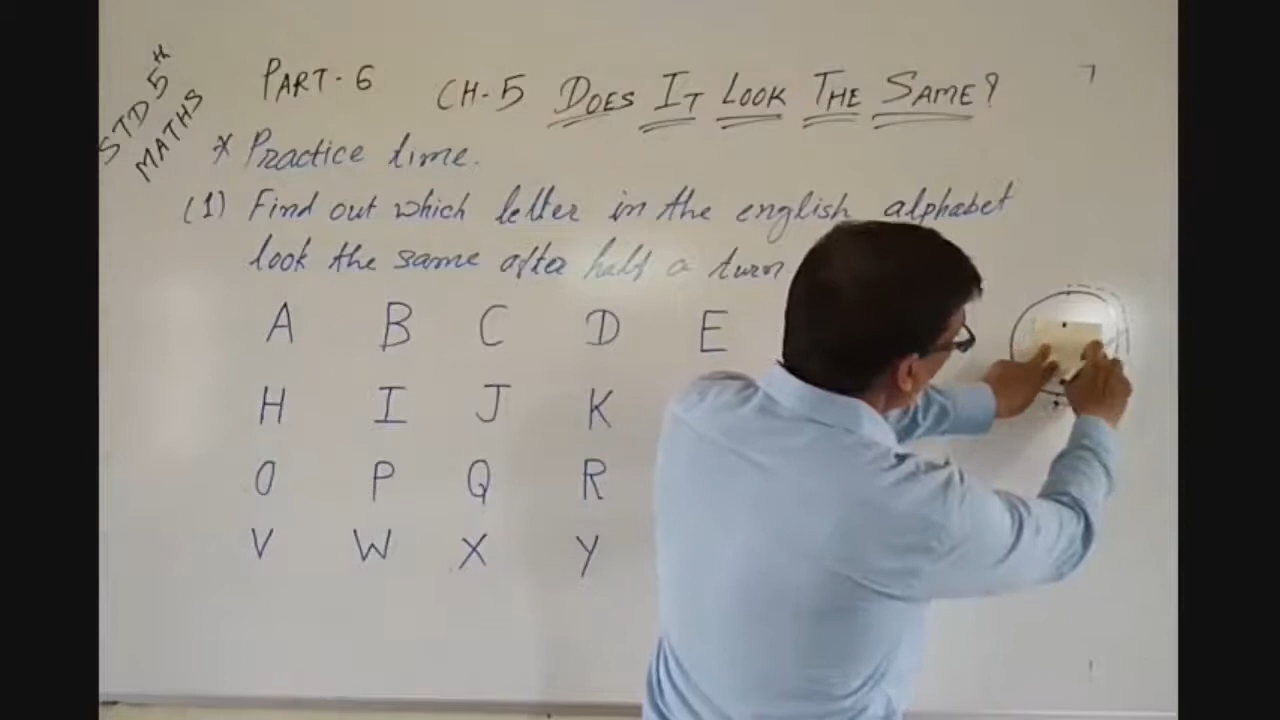 STD 5th
MATHS
PART-6 CH-5 DOES IT LOOK THE SAME?
* Practice time.
(1) Find out which letter in the english alphabet
look the same after half a turn
A B C D E
H I J K
O P Q R
V W X Y